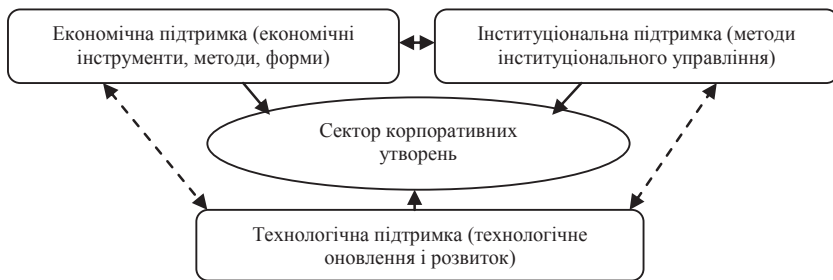 Економічна підтримка (економічні
інструменти, методи, форми)
Інституціональна підтримка (методи
інституціонального управління)
Сектор корпоративних
утворень
Технологічна підтримка (технологічне
оновлення і розвиток)